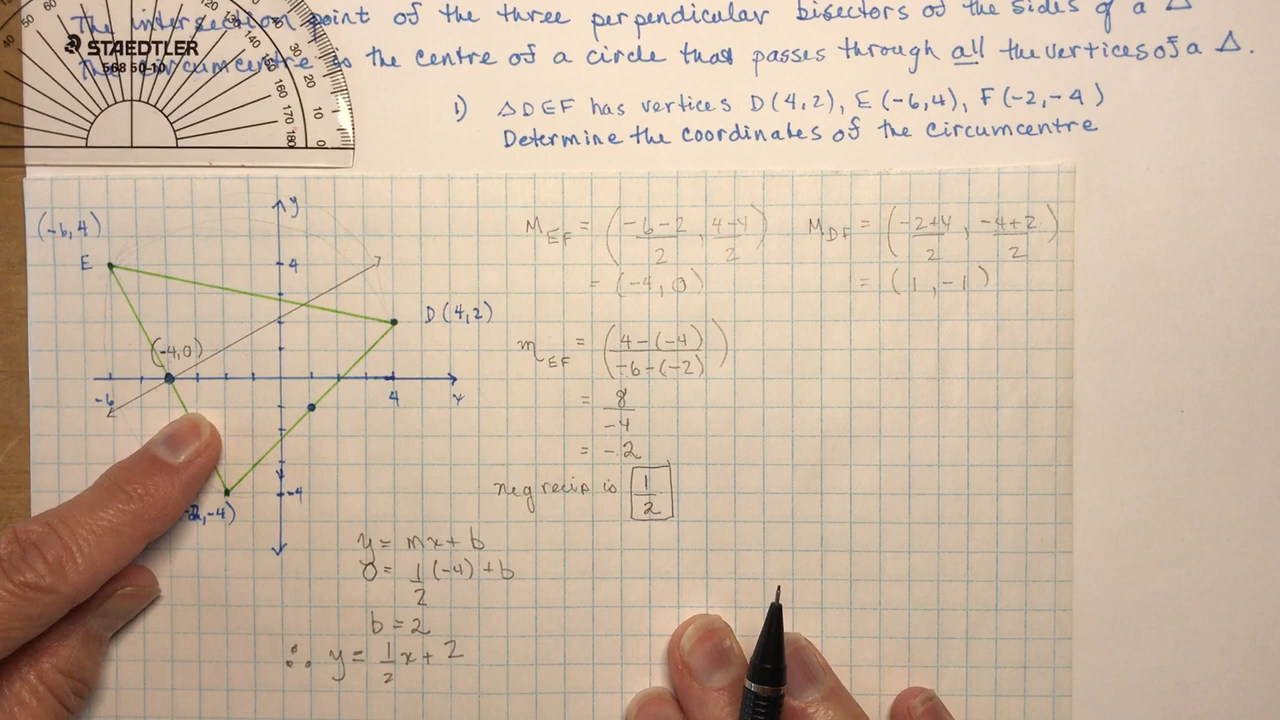 The intersection point of the three perpendicular bisectors of the sides of a Δ
The circumcentre is the centre of a circle that passes through all the vertices of a Δ.
STAEDTLER
568 50-10
1) ΔDEF has vertices D(4,2), E(-6,4), F(-2,-4)
Determine the coordinates of the circumcentre
(-6,4)
E
y
4
D(4,2)
(-4,0)
-6
4
x
-4
,-4)
M_EF = (-6-2/2, 4-4/2)
= (-4,0)
M_DF = (-2+4/2, -4+2/2)
= (1,-1)
m_EF = (4-(-4)/-6-(-2))
= 8/-4
= -2
neg recip is 1/2
y = mx + b
0 = 1/2(-4) + b
b = 2
∴ y = 1/2x + 2